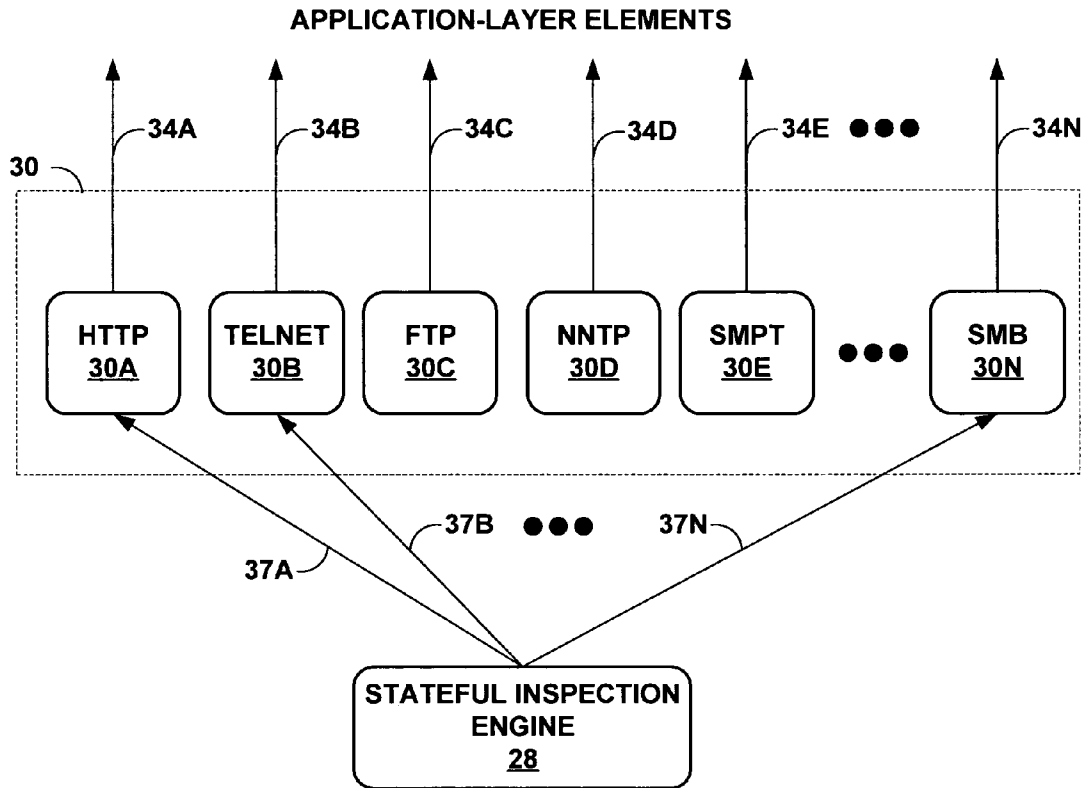 APPLICATION-LAYER ELEMENTS
34A
34B
34C
34D
34E
34N
30
HTTP
30A
TELNET
30B
FTP
30C
NNTP
30D
SMPT
30E
SMB
30N
37A
37B
37N
STATEFUL INSPECTION
ENGINE
28